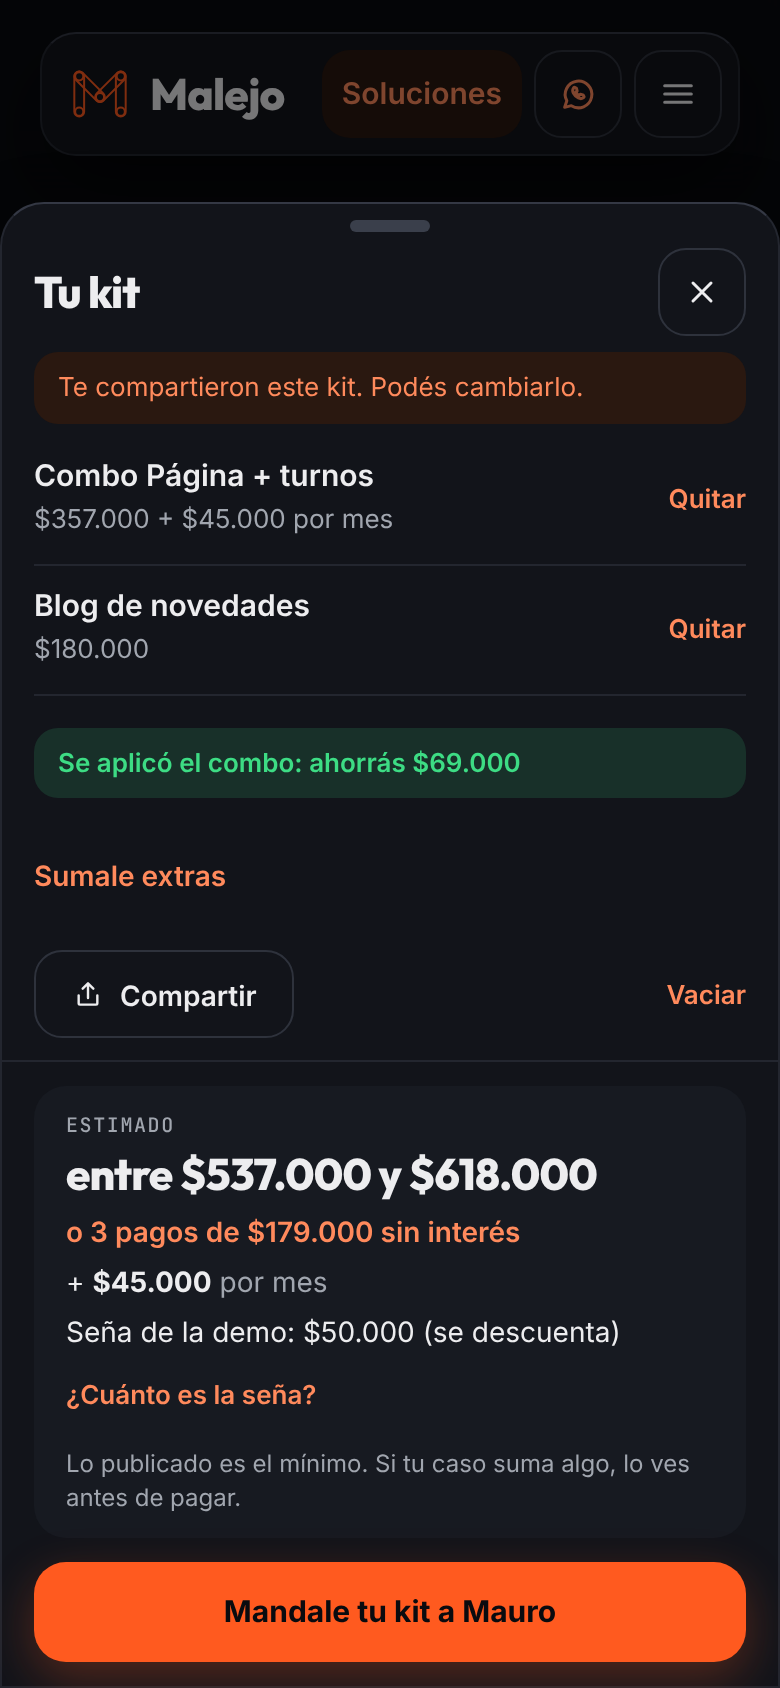 Malejo
Soluciones
Tu kit
Te compartieron este kit. Podés cambiarlo.
Combo Página + turnos
$357.000 + $45.000 por mes
Quitar
Blog de novedades
$180.000
Quitar
Se aplicó el combo: ahorrás $69.000
Sumale extras
Compartir
Vaciar
ESTIMADO
entre $537.000 y $618.000
o 3 pagos de $179.000 sin interés
+ $45.000 por mes
Seña de la demo: $50.000 (se descuenta)
¿Cuánto es la seña?
Lo publicado es el mínimo. Si tu caso suma algo, lo ves
antes de pagar.
Mandale tu kit a Mauro